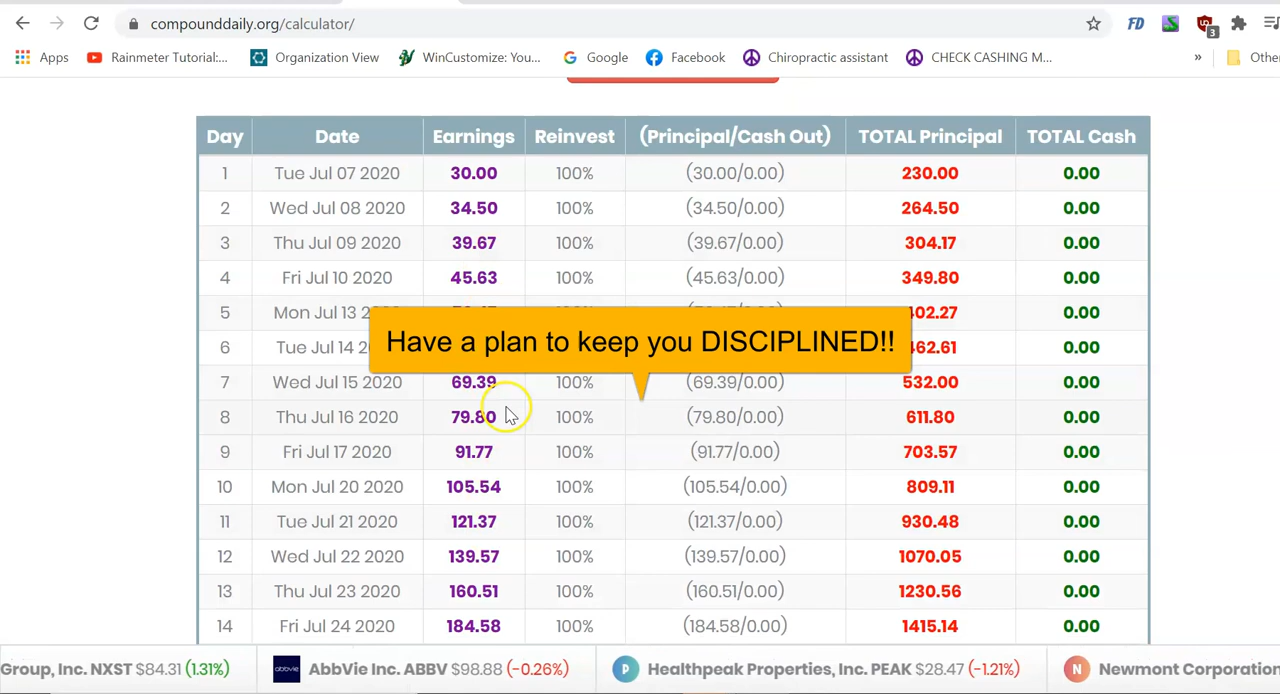 compounddaily.org/calculator/
FD
3
Apps Rainmeter Tutorial:... Organization View WinCustomize: You... Google Facebook Chiropractic assistant CHECK CASHING M... » Other
Day Date Earnings Reinvest (Principal/Cash Out) TOTAL Principal TOTAL Cash
1 Tue Jul 07 2020 30.00 100% (30.00/0.00) 230.00 0.00
2 Wed Jul 08 2020 34.50 100% (34.50/0.00) 264.50 0.00
3 Thu Jul 09 2020 39.67 100% (39.67/0.00) 304.17 0.00
4 Fri Jul 10 2020 45.63 100% (45.63/0.00) 349.80 0.00
5 Mon Jul 13 402.27 0.00
Have a plan to keep you DISCIPLINED!!
6 Tue Jul 14 462.61 0.00
7 Wed Jul 15 2020 69.39 100% (69.39/0.00) 532.00 0.00
8 Thu Jul 16 2020 79.80 100% (79.80/0.00) 611.80 0.00
9 Fri Jul 17 2020 91.77 100% (91.77/0.00) 703.57 0.00
10 Mon Jul 20 2020 105.54 100% (105.54/0.00) 809.11 0.00
11 Tue Jul 21 2020 121.37 100% (121.37/0.00) 930.48 0.00
12 Wed Jul 22 2020 139.57 100% (139.57/0.00) 1070.05 0.00
13 Thu Jul 23 2020 160.51 100% (160.51/0.00) 1230.56 0.00
14 Fri Jul 24 2020 184.58 100% (184.58/0.00) 1415.14 0.00
Group, Inc. NXST $84.31 (1.31%) abbvie AbbVie Inc. ABBV $98.88 (-0.26%) P Healthpeak Properties, Inc. PEAK $28.47 (-1.21%) N Newmont Corporation